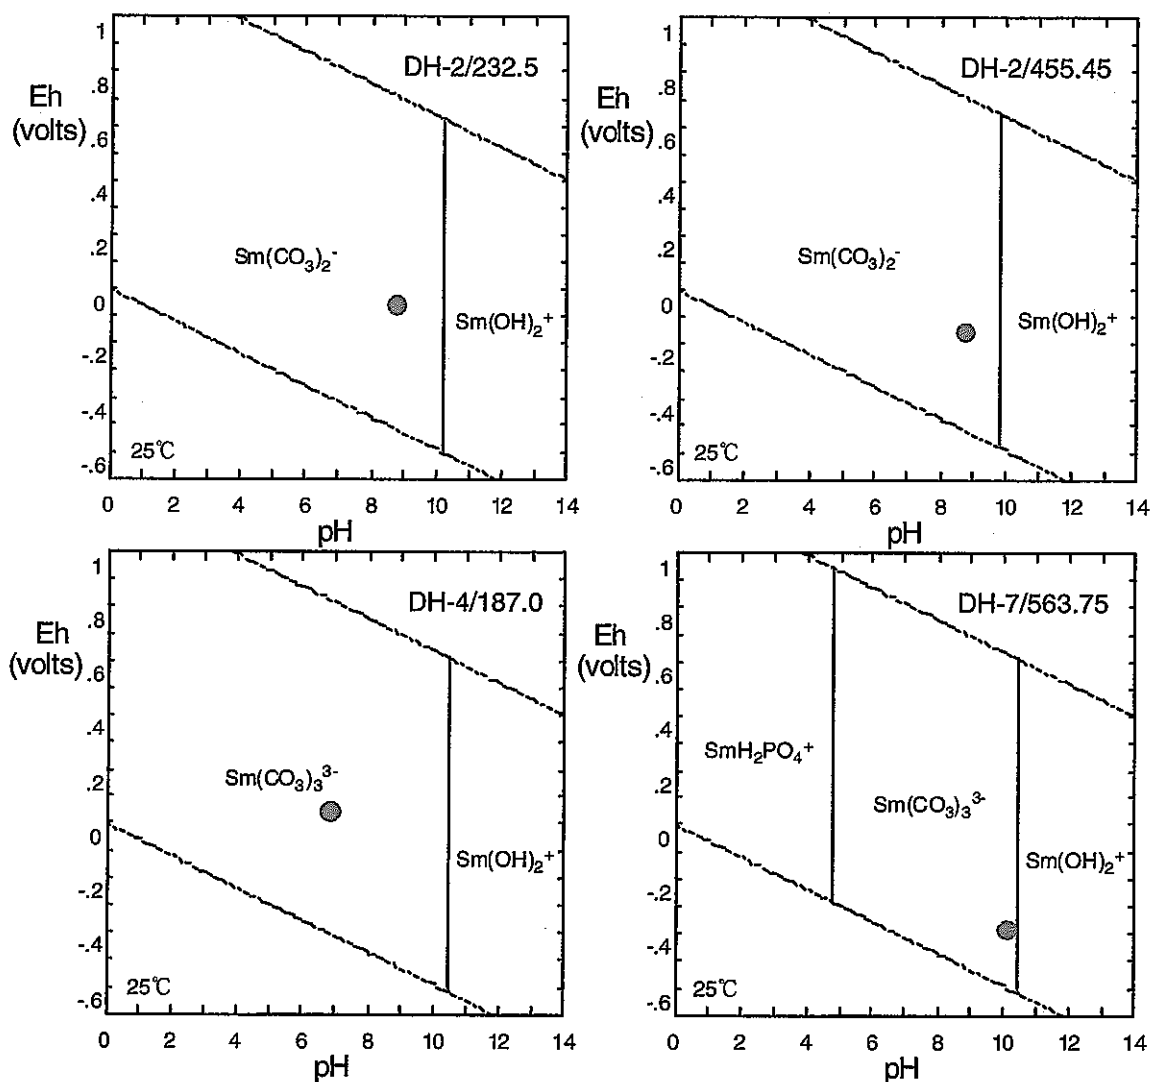 1
DH-2/232.5
Eh
(volts)
.8
.6
.4
.2
0
-.2
-.4
-.6
Sm(CO₃)₂⁻
Sm(OH)₂⁺
25℃
0 2 4 6 8 10 12 14
pH
1
DH-2/455.45
Eh
(volts)
.8
.6
.4
.2
0
-.2
-.4
-.6
Sm(CO₃)₂⁻
Sm(OH)₂⁺
25℃
0 2 4 6 8 10 12 14
pH
1
DH-4/187.0
Eh
(volts)
.8
.6
.4
.2
0
-.2
-.4
-.6
Sm(CO₃)₃³⁻
Sm(OH)₂⁺
25℃
0 2 4 6 8 10 12 14
pH
1
DH-7/563.75
Eh
(volts)
.8
.6
.4
.2
0
-.2
-.4
-.6
SmH₂PO₄⁺
Sm(CO₃)₃³⁻
Sm(OH)₂⁺
25℃
0 2 4 6 8 10 12 14
pH